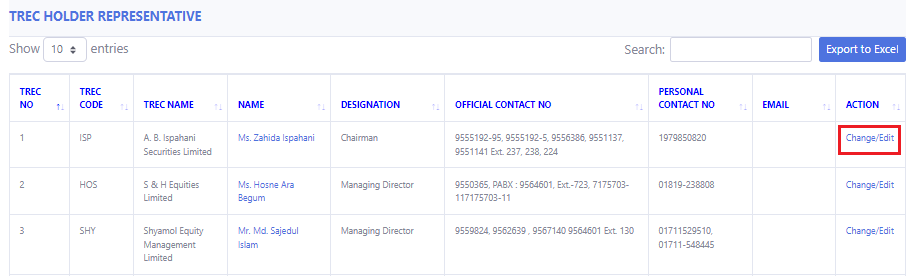 TREC HOLDER REPRESENTATIVE
Show 10 entries Search: Export to Excel
TREC NO TREC CODE TREC NAME NAME DESIGNATION OFFICIAL CONTACT NO PERSONAL CONTACT NO EMAIL ACTION
1 ISP A. B. Ispahani Securities Limited Ms. Zahida Ispahani Chairman 9555192-95, 9555192-5, 9556386, 9551137, 9551141 Ext. 237, 238, 224 1979850820 Change/Edit
2 HOS S & H Equities Limited Ms. Hosne Ara Begum Managing Director 9550365, PABX : 9564601, Ext.-723, 7175703-117175703-11 01819-238808 Change/Edit
3 SHY Shyamol Equity Management Limited Mr. Md. Sajedul Islam Managing Director 9559824, 9562639 , 9567140 9564601 Ext. 130 01711529510, 01711-548445 Change/Edit